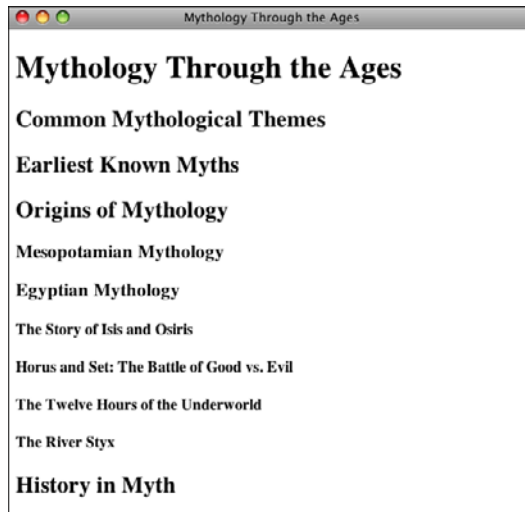 Mythology Through the Ages
Mythology Through the Ages
Common Mythological Themes
Earliest Known Myths
Origins of Mythology
Mesopotamian Mythology
Egyptian Mythology
The Story of Isis and Osiris
Horus and Set: The Battle of Good vs. Evil
The Twelve Hours of the Underworld
The River Styx
History in Myth